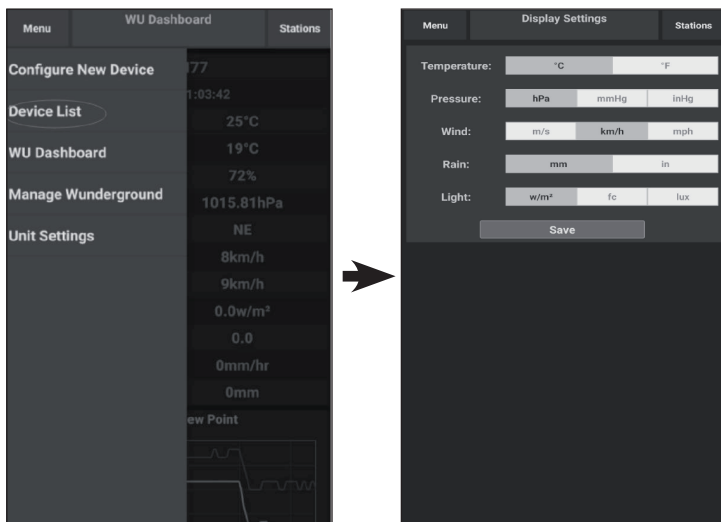 WU Dashboard
Menu
Stations
Configure New Device
Device List
WU Dashboard
Manage Wunderground
Unit Settings
177
1:03:42
25°C
19°C
72%
1015.81hPa
NE
8km/h
9km/h
0.0w/m²
0.0
0mm/hr
0mm
ew Point
Display Settings
Menu
Stations
Temperature: °C °F
Pressure: hPa mmHg inHg
Wind: m/s km/h mph
Rain: mm in
Light: w/m² fc lux
Save